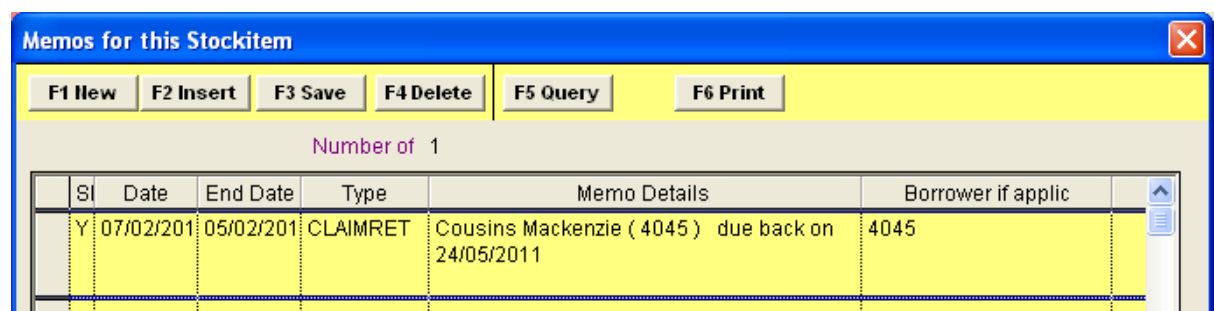 Memos for this Stockitem
F1 New F2 Insert F3 Save F4 Delete F5 Query F6 Print
Number of 1
Date End Date Type Memo Details Borrower if applic
Y 07/02/201 05/02/201 CLAIMRET Cousins Mackenzie ( 4045 ) due back on 4045
24/05/2011